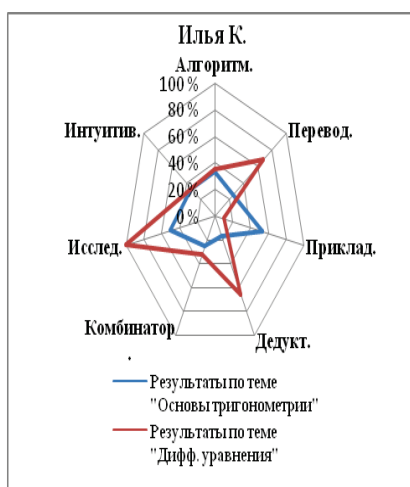 Илья К.
Алгоритм.
100 %
80 %
60 %
40 %
20 %
0 %
Перевод.
Приклад.
Дедукт.
Комбинатор
.
Исслед.
Интуитив.
Результаты по теме
"Основы тригонометрии"
Результаты по теме
"Дифф. уравнения"